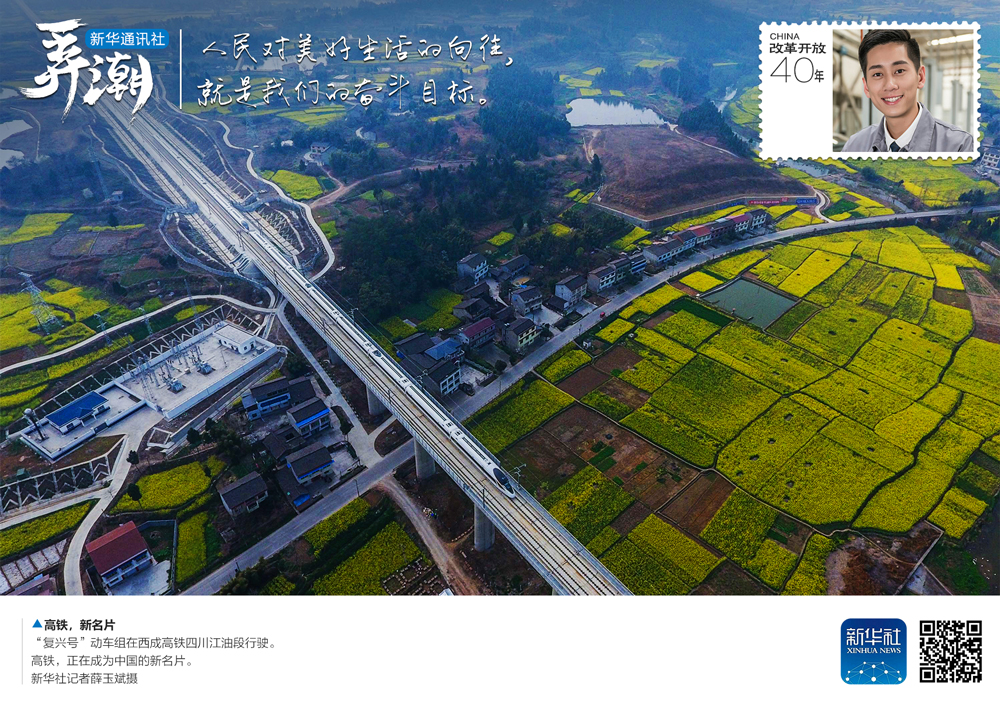 弄潮
新华通讯社
人民对美好生活的向往，
就是我们的奋斗目标。
CHINA
改革开放
40年
▲高铁，新名片
“复兴号”动车组在西成高铁四川江油段行驶。
高铁，正在成为中国的新名片。
新华社记者薛玉斌摄
新华社
XINHUA NEWS